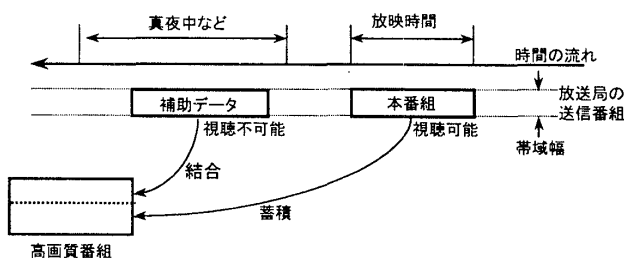 真夜中など
放映時間
時間の流れ
補助データ
本番組
放送局の
送信番組
視聴不可能
視聴可能
帯域幅
結合
蓄積
高画質番組